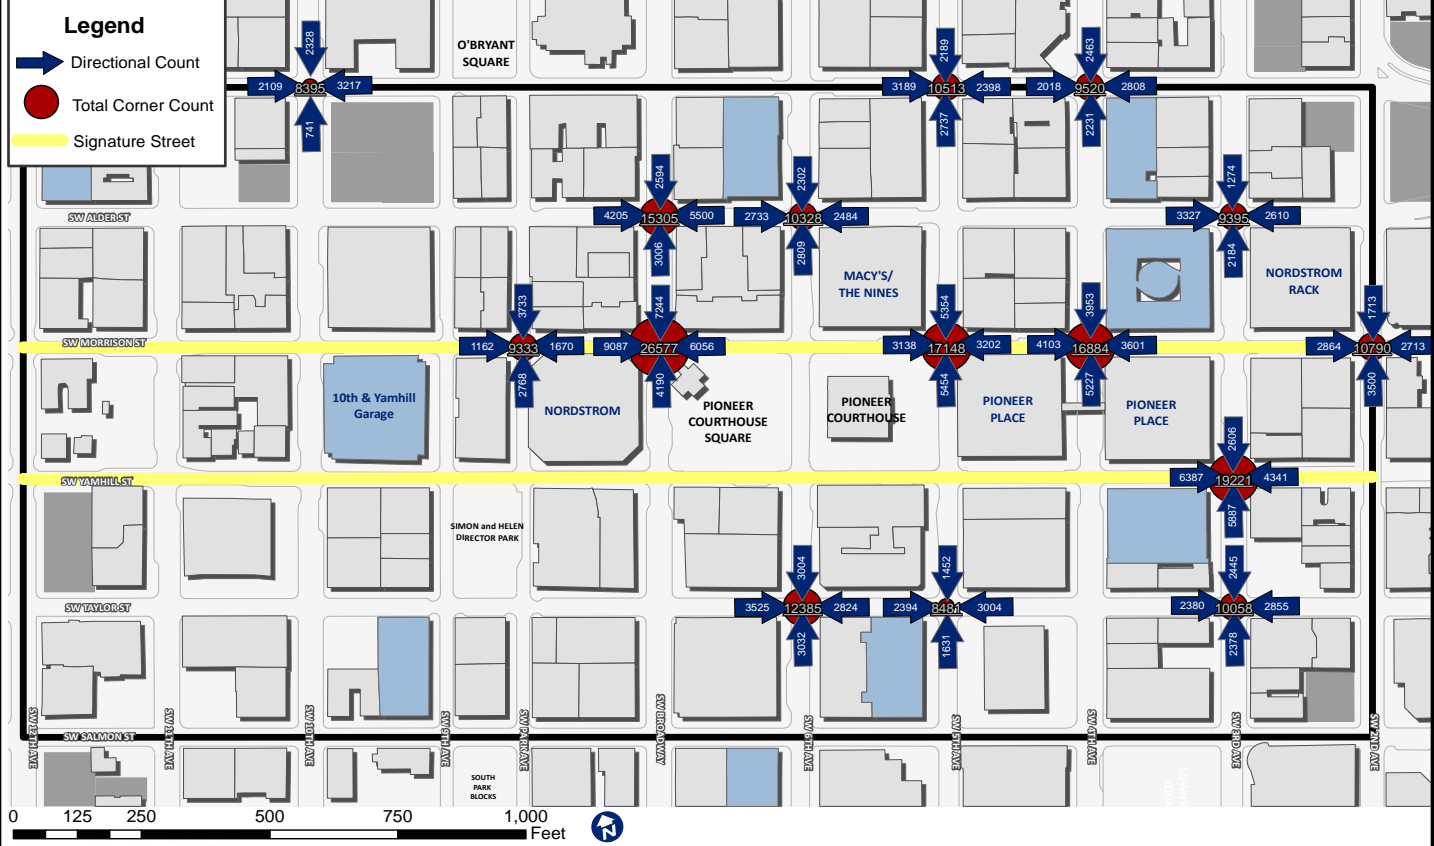 Legend
Directional Count
Total Corner Count
Signature Street
O'BRYANT
SQUARE
2328
2109
8395
3217
741
2189
3189
10513
2398
2737
2463
2018
9520
2808
2231
2594
4205
15305
5500
3006
2302
2733
10328
2484
2809
1274
3327
9395
2610
2184
SW ALDER ST
MACY'S/
THE NINES
NORDSTROM
RACK
3733
1162
9333
1670
2768
7244
9087
26577
6056
4190
5354
3138
17148
3202
5454
3953
4103
16884
3601
5227
1713
2864
10790
2713
3500
SW MORRISON ST
10th & Yamhill
Garage
NORDSTROM
PIONEER
COURTHOUSE
SQUARE
PIONEER
COURTHOUSE
PIONEER
PLACE
PIONEER
PLACE
2606
6387
19221
4341
5887
SW YAMHILL ST
SIMON and HELEN
DIRECTOR PARK
3004
3525
12385
2824
3032
1452
2394
8481
3004
1631
2445
2380
10058
2855
2378
SW TAYLOR ST
SW SALMON ST
SW 12TH AVE
SW 11TH AVE
SW 10TH AVE
SW 9TH AVE
SW PARK AVE
SW BROADWAY
SW 6TH AVE
SW 5TH AVE
SW 4TH AVE
SW 3RD AVE
SW 2ND AVE
SOUTH
PARK
BLOCKS
0 125 250 500 750 1,000
Feet
N